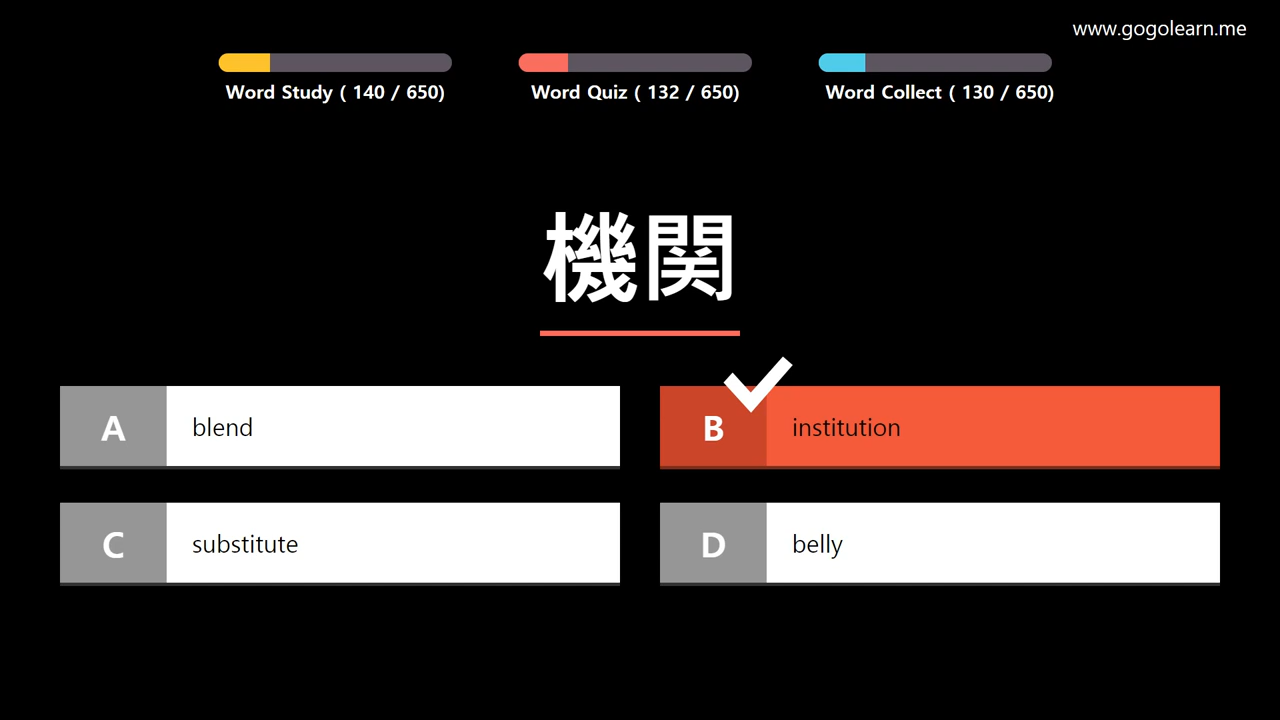 www.gogolearn.me
Word Study ( 140 / 650)
Word Quiz ( 132 / 650)
Word Collect ( 130 / 650)
機関
A blend
B institution
C substitute
D belly